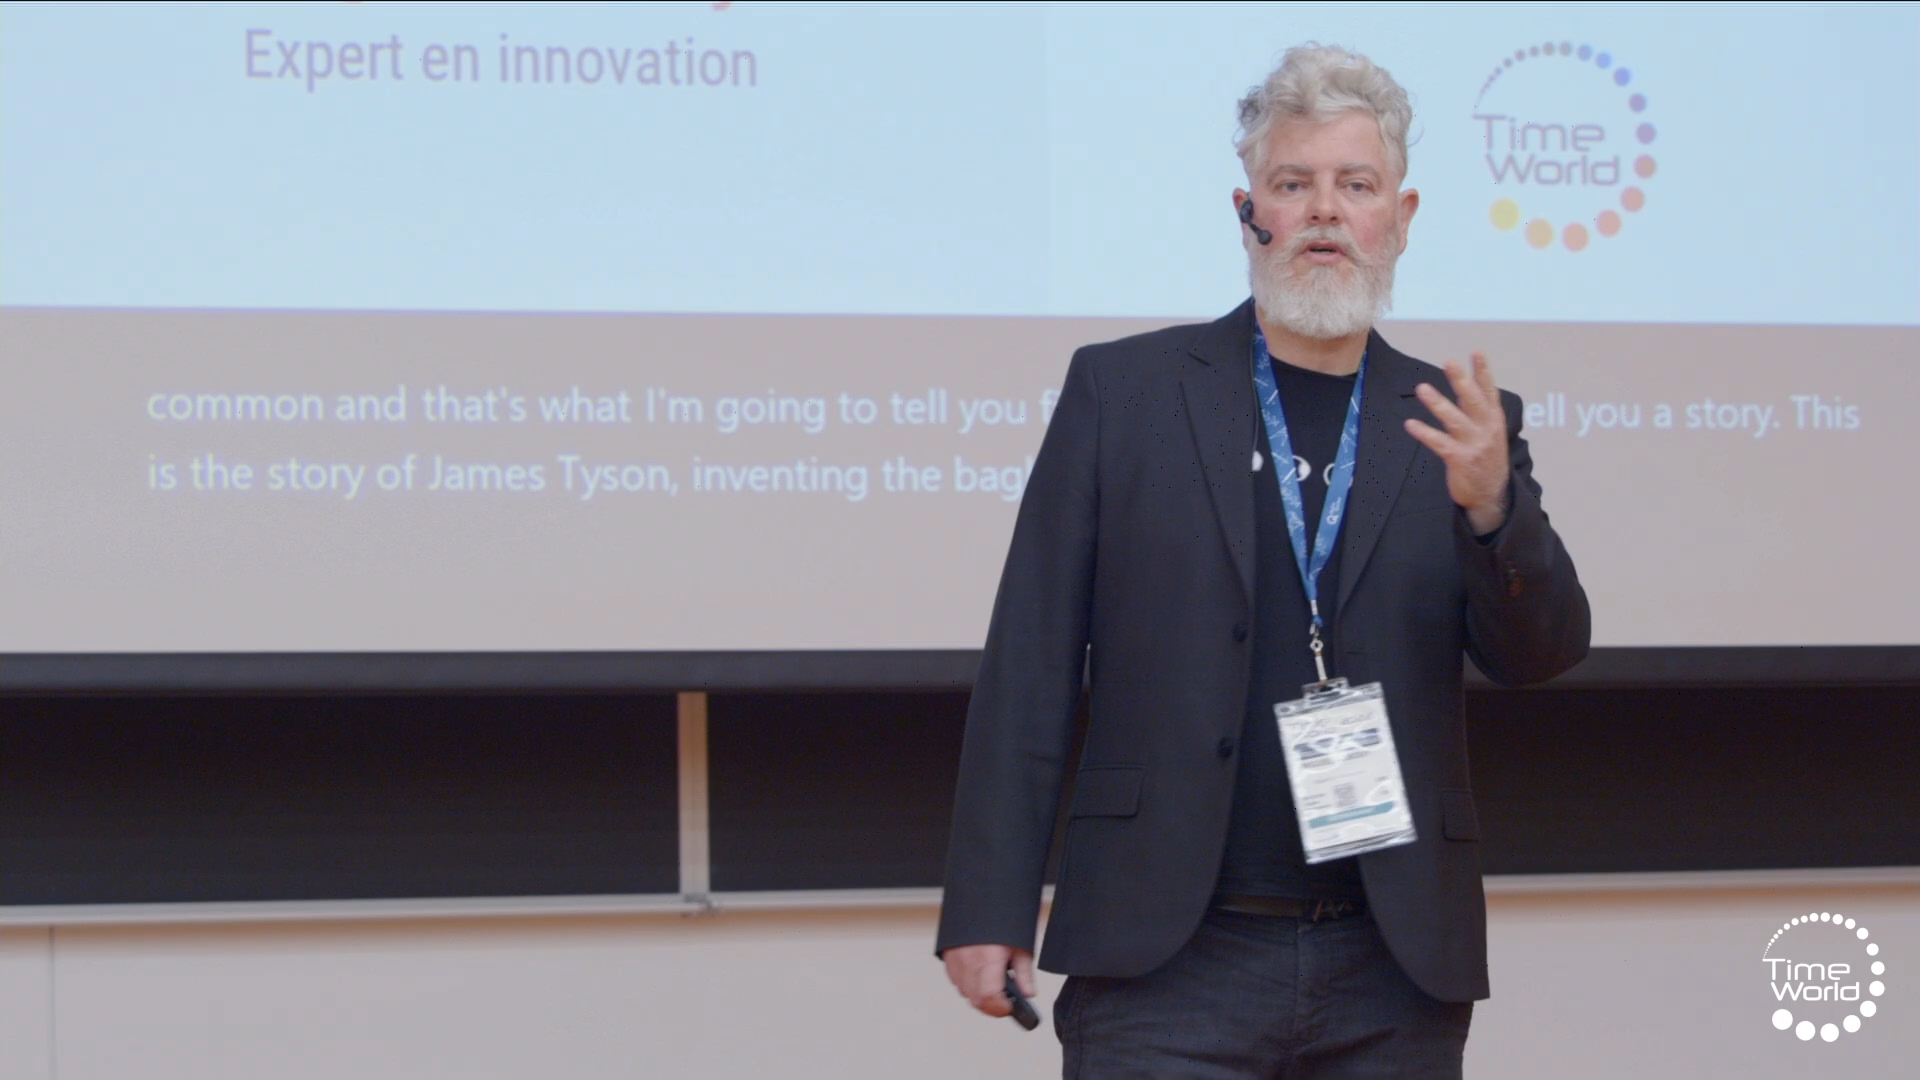 Expert en innovation
Time
World
common and that's what I'm going to tell you
ell you a story. This
is the story of James Tyson, inventing the bag
Time
World